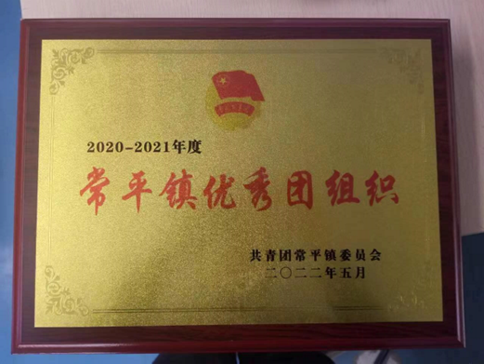 2020-2021年度
常平镇优秀团组织
共青团常平镇委员会
二〇二二年五月